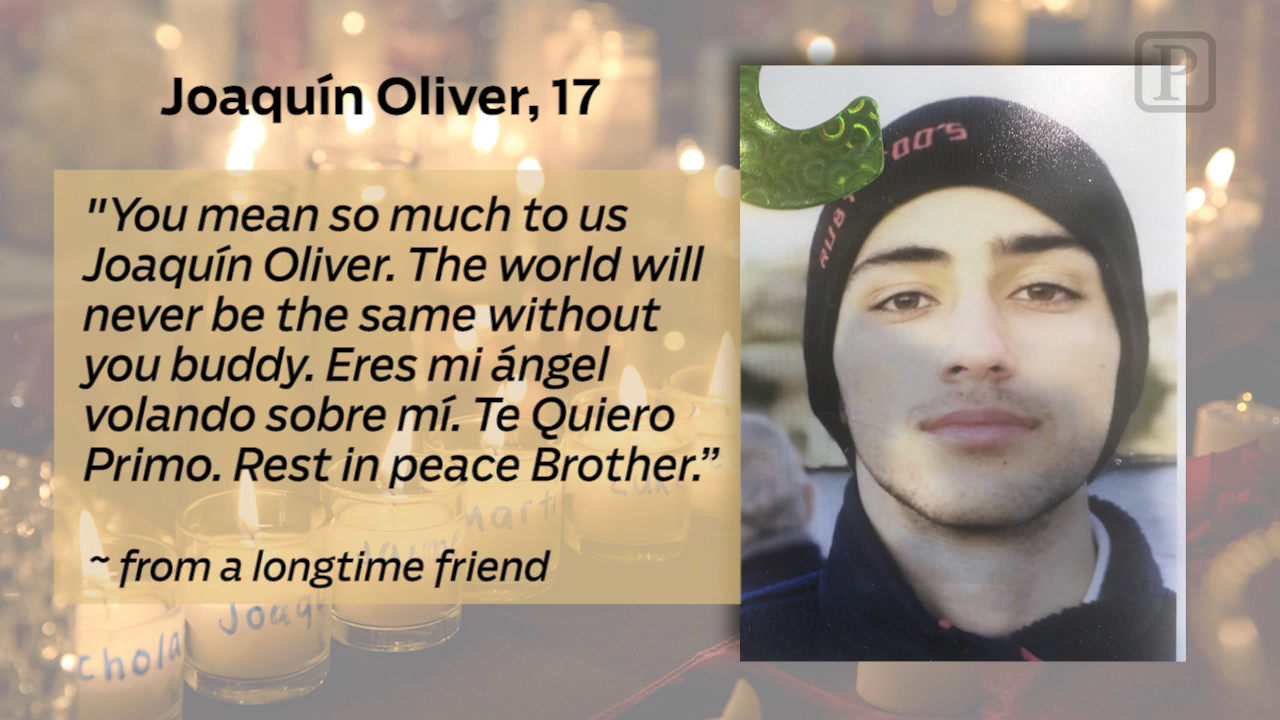 Joaquín Oliver, 17
P
"You mean so much to us
Joaquín Oliver. The world will
never be the same without
you buddy. Eres mi ángel
volando sobre mí. Te Quiero
Primo. Rest in peace Brother.”
~ from a longtime friend